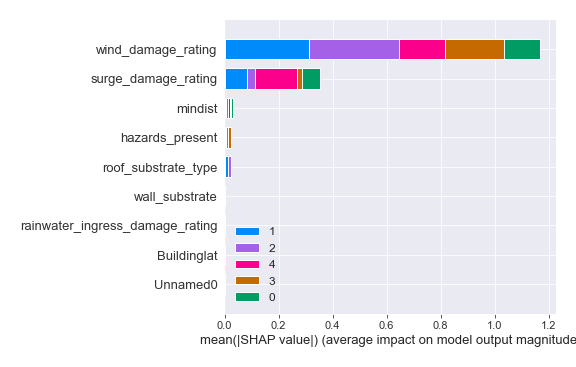 wind_damage_rating
surge_damage_rating
mindist
hazards_present
roof_substrate_type
wall_substrate
rainwater_ingress_damage_rating
Buildinglat
Unnamed0
1
2
4
3
0
0.0 0.2 0.4 0.6 0.8 1.0 1.2
mean(|SHAP value|) (average impact on model output magnitude